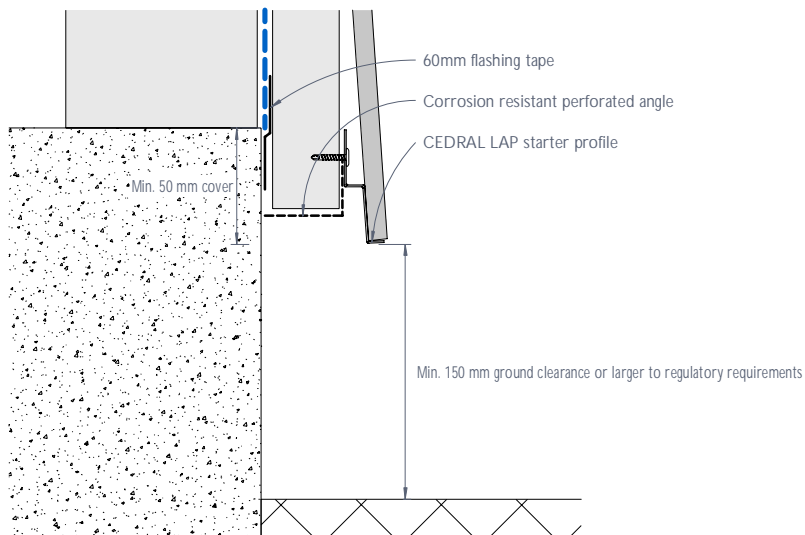 60mm flashing tape
Corrosion resistant perforated angle
CEDRAL LAP starter profile
Min. 50 mm cover
Min. 150 mm ground clearance or larger to regulatory requirements